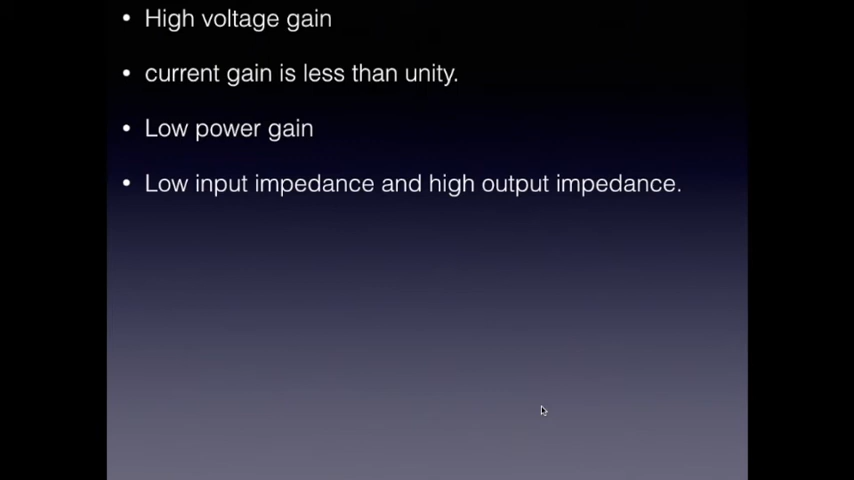 • High voltage gain
• current gain is less than unity.
• Low power gain
• Low input impedance and high output impedance.